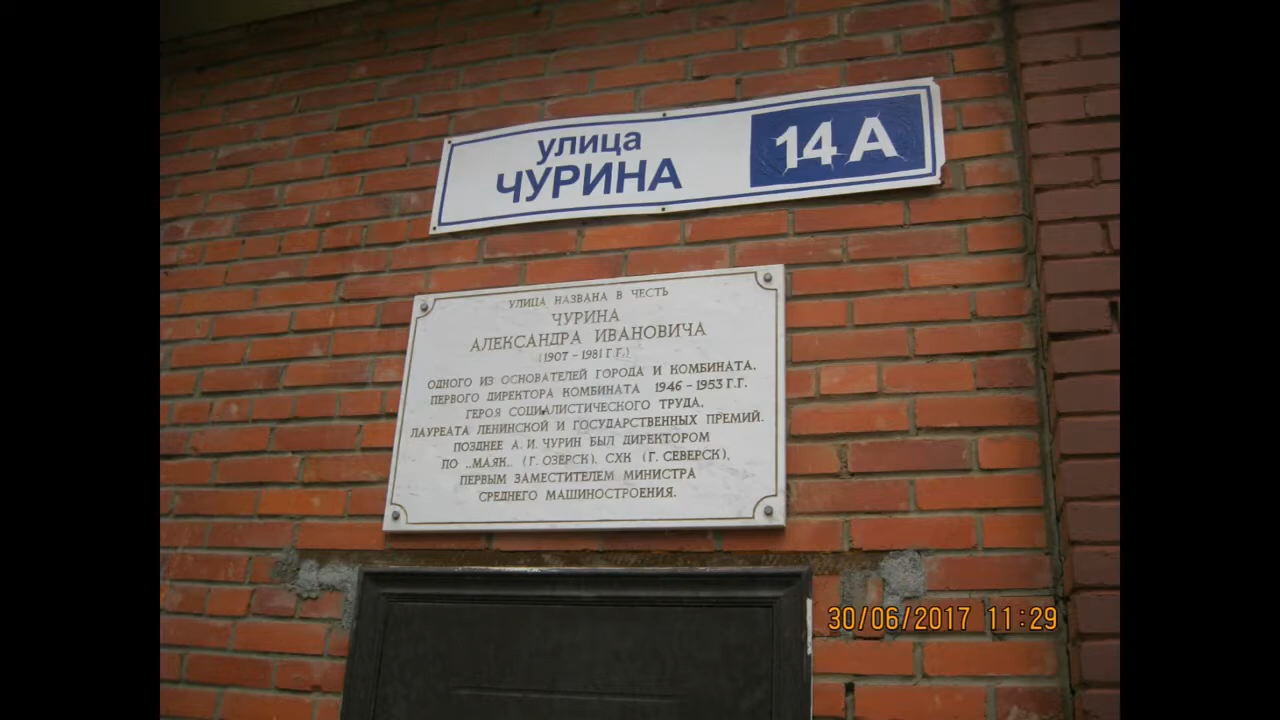 улица
ЧУРИНА
14 А
УЛИЦА НАЗВАНА В ЧЕСТЬ
ЧУРИНА
АЛЕКСАНДРА ИВАНОВИЧА
(1907 - 1981 Г.Г.)
ОДНОГО ИЗ ОСНОВАТЕЛЕЙ ГОРОДА И КОМБИНАТА,
ПЕРВОГО ДИРЕКТОРА КОМБИНАТА 1946 - 1953 Г.Г.
ГЕРОЯ СОЦИАЛИСТИЧЕСКОГО ТРУДА,
ЛАУРЕАТА ЛЕНИНСКОЙ И ГОСУДАРСТВЕННЫХ ПРЕМИЙ.
ПОЗДНЕЕ А. И. ЧУРИН БЫЛ ДИРЕКТОРОМ
ПО „МАЯК„ (Г. ОЗЕРСК), СХК (Г. СЕВЕРСК),
ПЕРВЫМ ЗАМЕСТИТЕЛЕМ МИНИСТРА
СРЕДНЕГО МАШИНОСТРОЕНИЯ.
30/06/2017 11:29